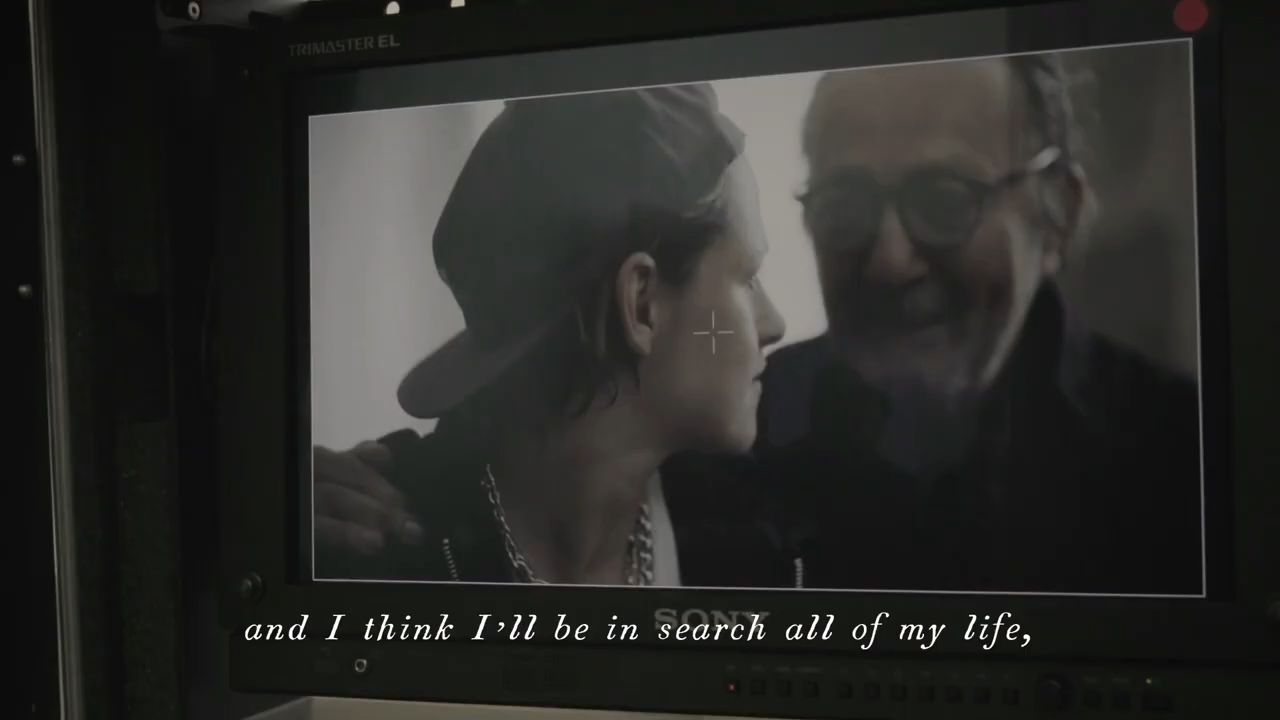 TRIMASTER EL
SONY
and I think I’ll be in search all of my life,